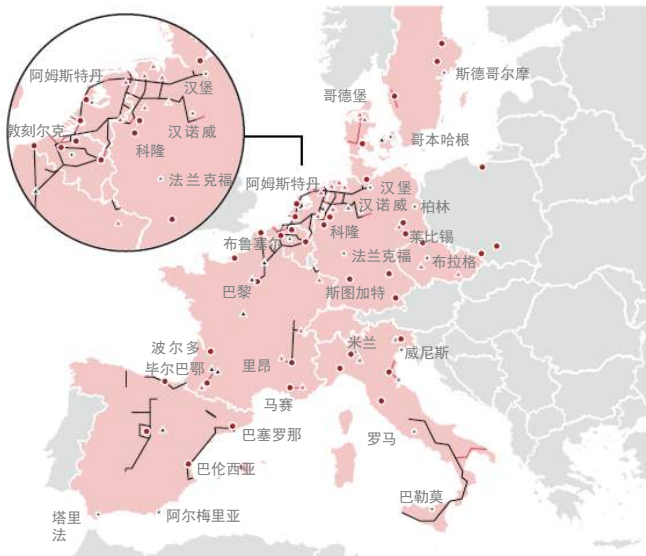 阿姆斯特丹
汉堡
敦刻尔克
汉诺威
科隆
法兰克福
斯德哥尔摩
哥德堡
哥本哈根
阿姆斯特丹
汉堡
汉诺威
柏林
科隆
莱比锡
布鲁塞尔
法兰克福
布拉格
巴黎
斯图加特
波尔多
里昂
米兰
威尼斯
毕尔巴鄂
马赛
巴塞罗那
罗马
巴伦西亚
巴勒莫
塔里
法
阿尔梅里亚